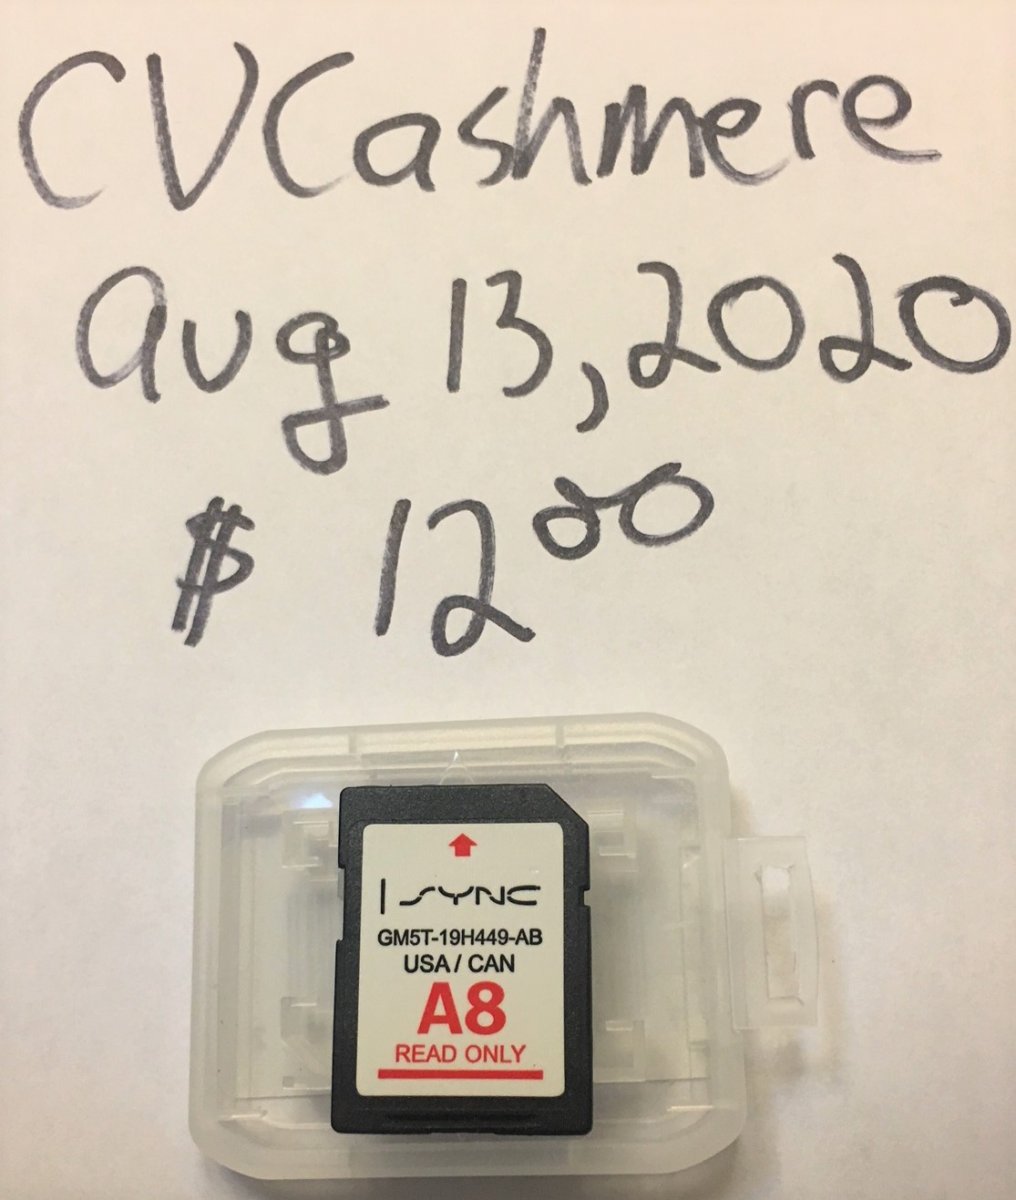 CVCashmere
Aug 13, 2020
$ 12 00
SYNC
GM5T-19H449-AB
USA / CAN
A8
READ ONLY